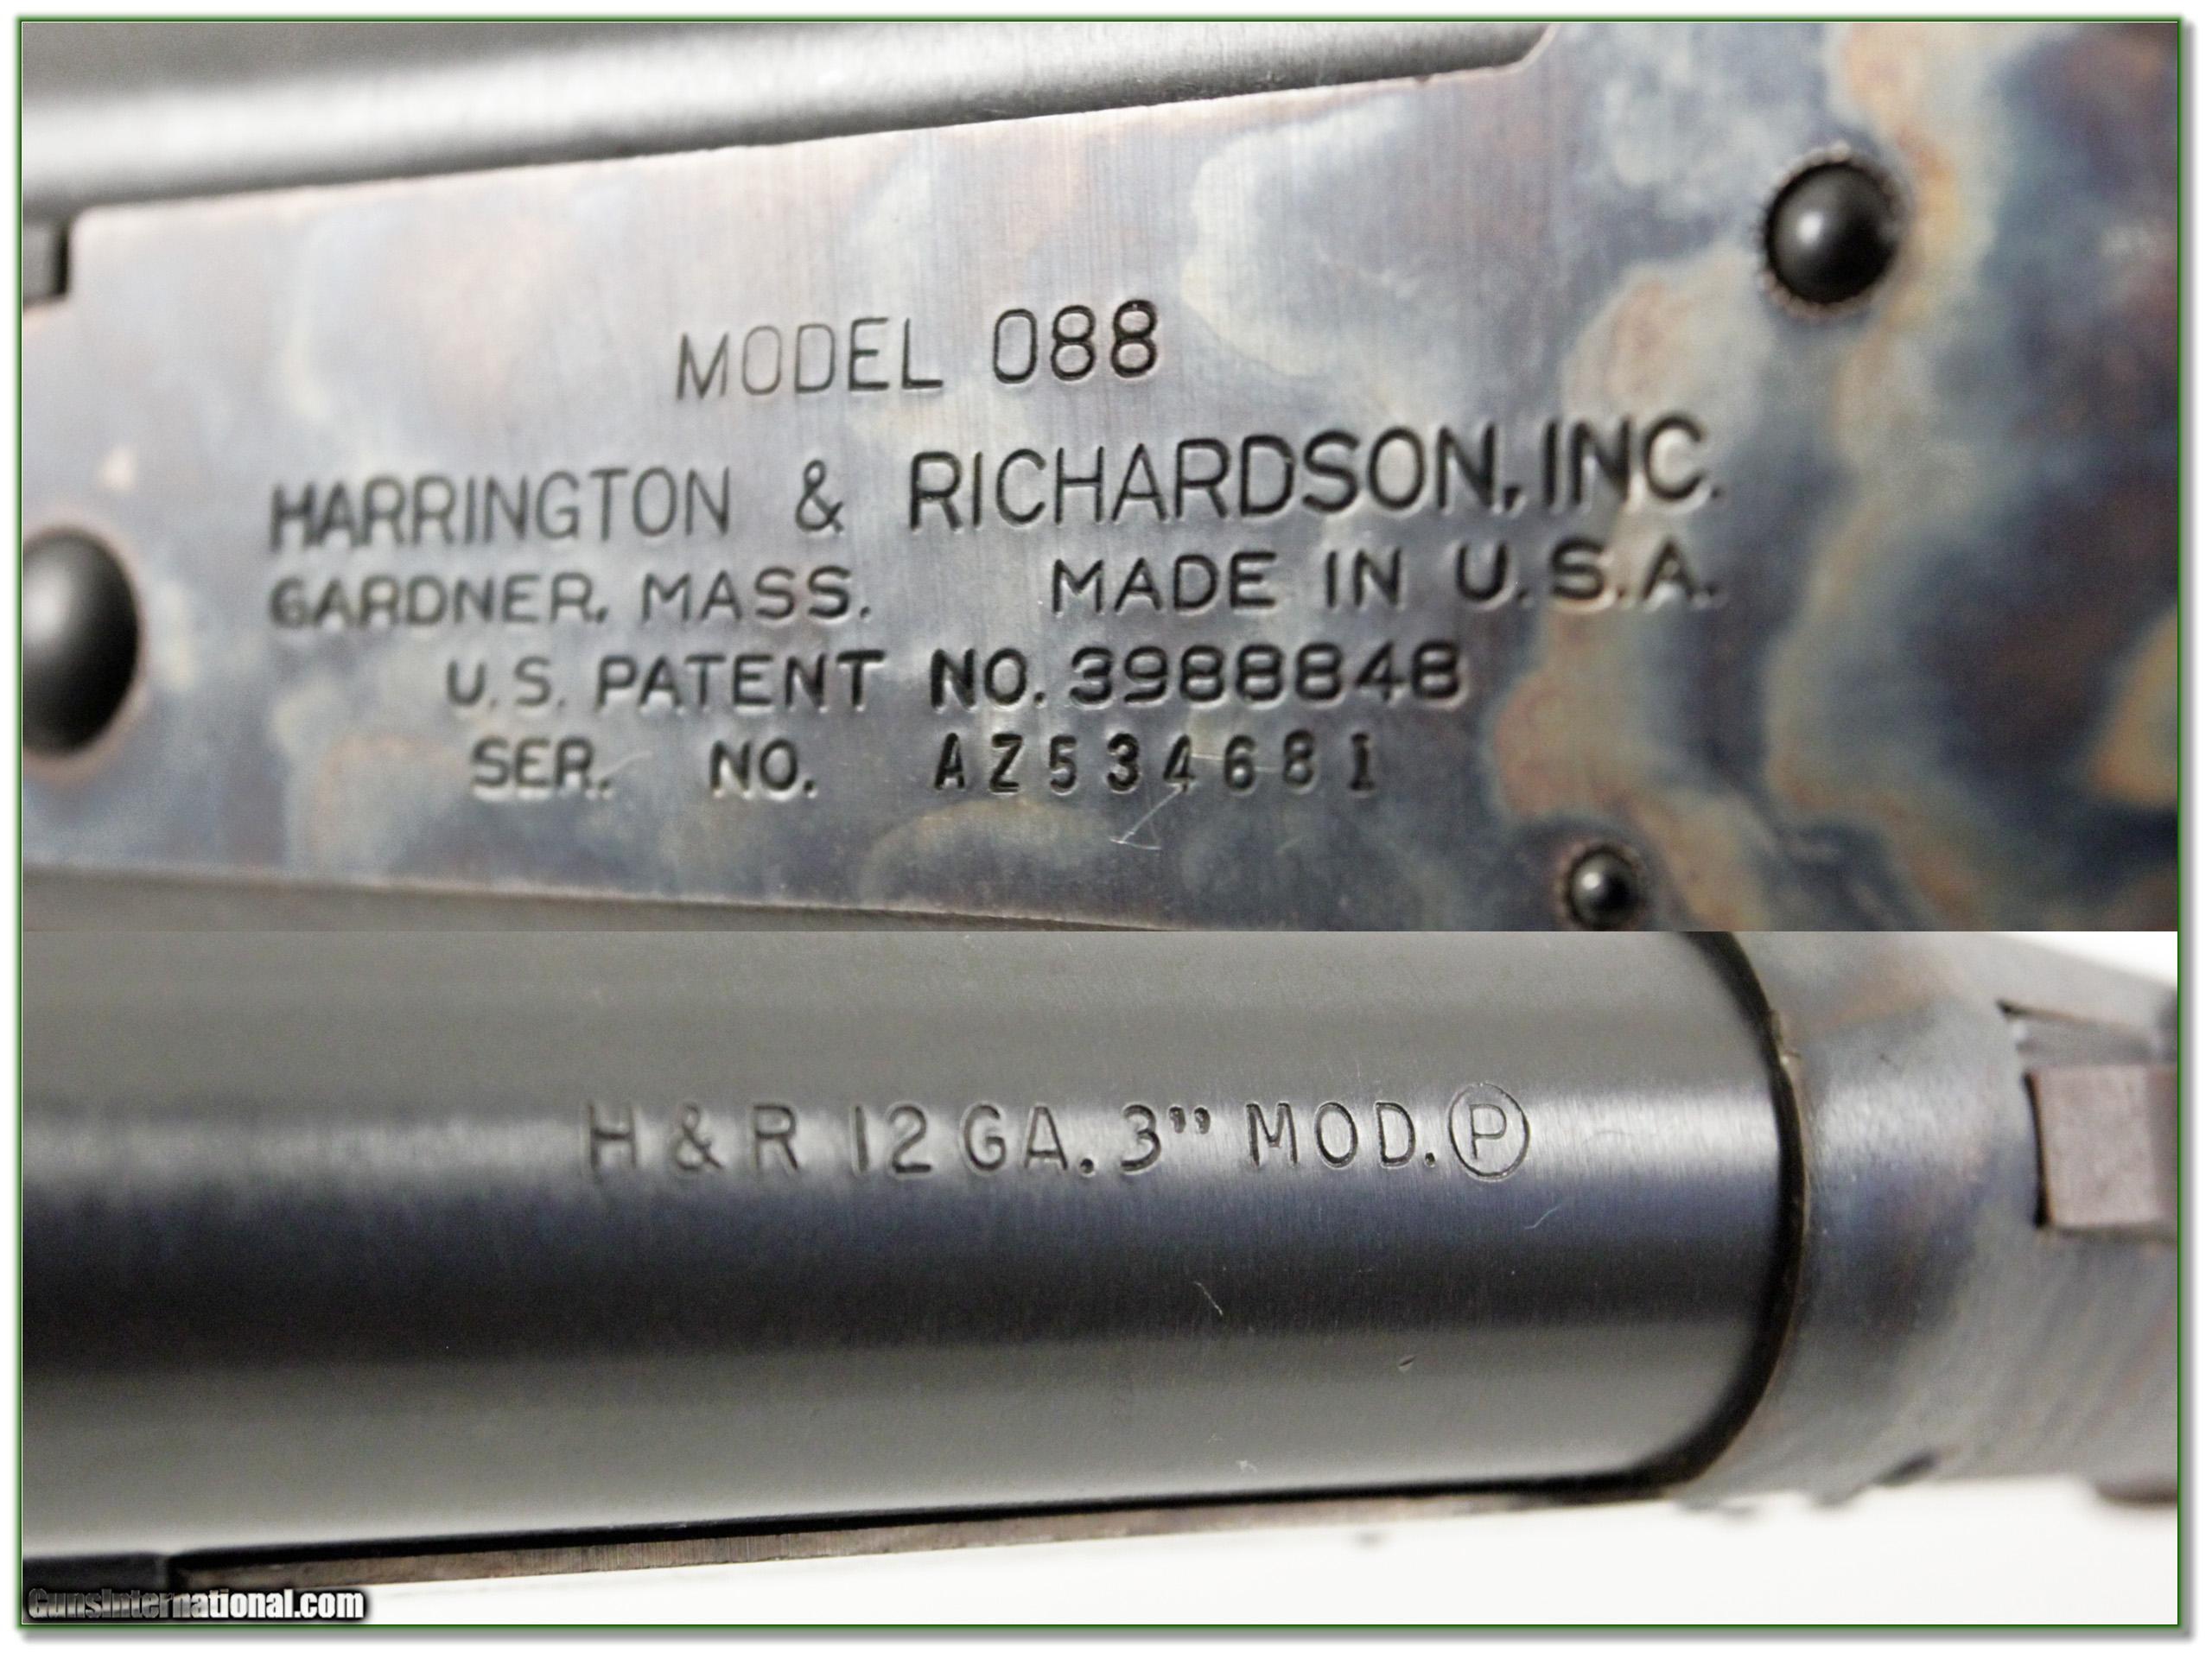 MODEL 088
HARRINGTON & RICHARDSON, INC.
GARDNER, MASS. MADE IN U.S.A.
U.S. PATENT NO. 3988848
SER. NO. AZ534681
H&R 12 GA. 3" MOD. Ⓟ
GunsInternational.com